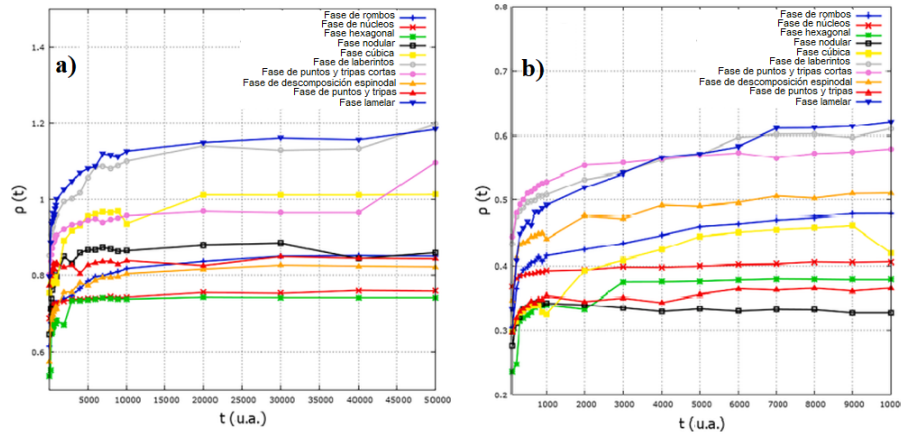 a)
Fase de rombos
Fase de núcleos
Fase hexagonal
Fase nodular
Fase cúbica
Fase de laberintos
Fase de puntos y tripas cortas
Fase de descomposición espinodal
Fase de puntos y tripas
Fase lamelar
1.4
1.2
1
0.8
0.6
5000 10000 15000 20000 25000 30000 35000 40000 45000 50000
ρ (t)
t (u.a.)
b)
Fase de rombos
Fase de núcleos
Fase hexagonal
Fase nodular
Fase cúbica
Fase de laberintos
Fase de puntos y tripas cortas
Fase de descomposición espinodal
Fase de puntos y tripas
Fase lamelar
0.8
0.7
0.6
0.5
0.4
0.3
0.2
1000 2000 3000 4000 5000 6000 7000 8000 9000 1000
ρ (t)
t (u.a.)